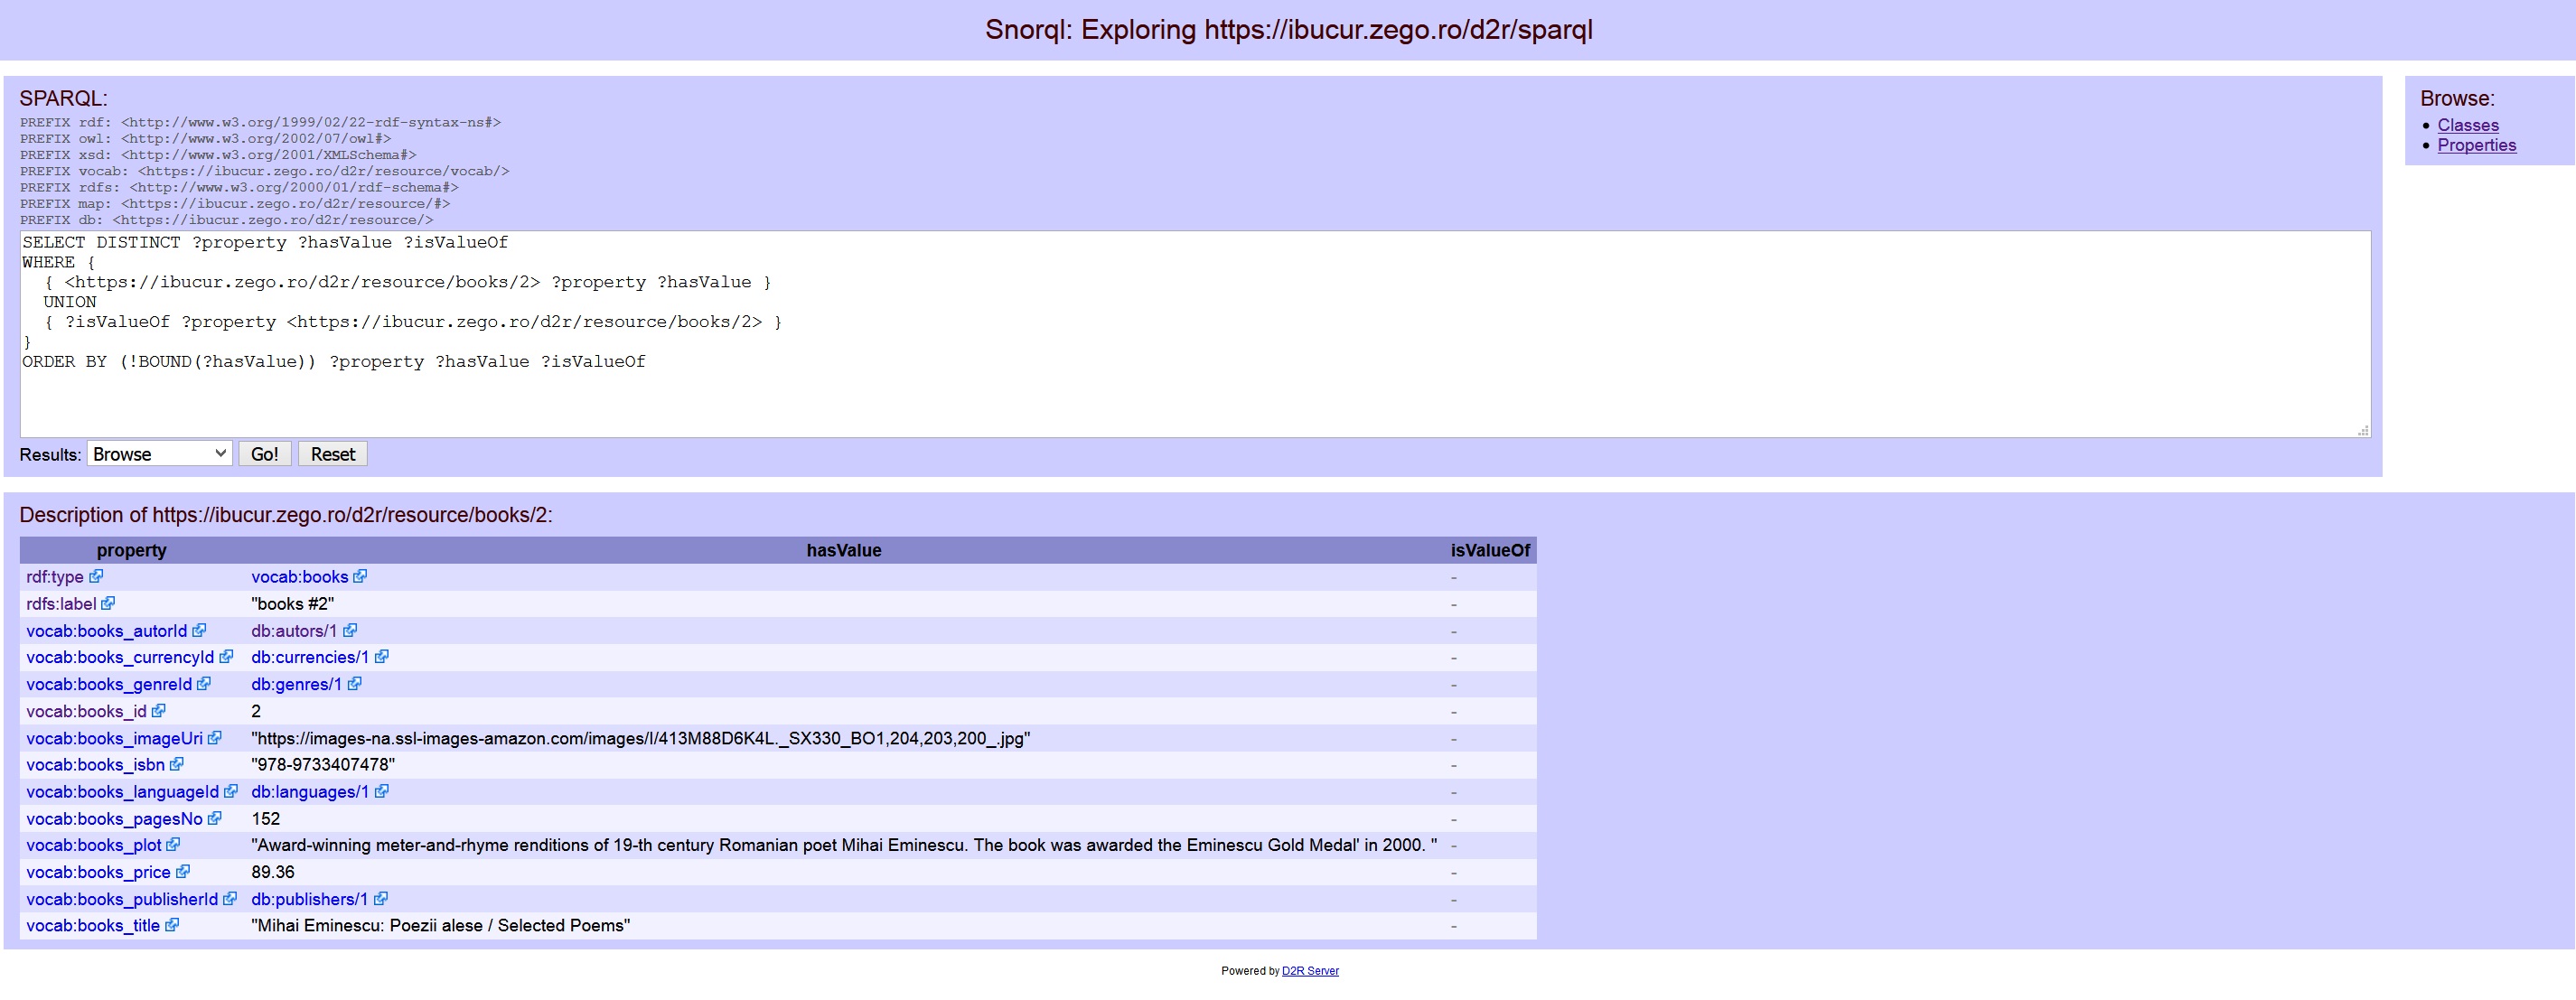 Snorql: Exploring https://ibucur.zego.ro/d2r/sparql
SPARQL:
PREFIX rdf: <http://www.w3.org/1999/02/22-rdf-syntax-ns#>
PREFIX owl: <http://www.w3.org/2002/07/owl#>
PREFIX xsd: <http://www.w3.org/2001/XMLSchema#>
PREFIX vocab: <https://ibucur.zego.ro/d2r/resource/vocab/>
PREFIX rdfs: <http://www.w3.org/2000/01/rdf-schema#>
PREFIX map: <https://ibucur.zego.ro/d2r/resource/#>
PREFIX db: <https://ibucur.zego.ro/d2r/resource/>
SELECT DISTINCT ?property ?hasValue ?isValueOf
WHERE {
  { <https://ibucur.zego.ro/d2r/resource/books/2> ?property ?hasValue }
  UNION
  { ?isValueOf ?property <https://ibucur.zego.ro/d2r/resource/books/2> }
}
ORDER BY (!BOUND(?hasValue)) ?property ?hasValue ?isValueOf
Results: Browse Go! Reset
Browse:
• Classes
• Properties
Description of https://ibucur.zego.ro/d2r/resource/books/2:
property hasValue isValueOf
rdf:type vocab:books -
rdfs:label "books #2" -
vocab:books_autorId db:autors/1 -
vocab:books_currencyId db:currencies/1 -
vocab:books_genreId db:genres/1 -
vocab:books_id 2 -
vocab:books_imageUri "https://images-na.ssl-images-amazon.com/images/I/413M88D6K4L._SX330_BO1,204,203,200_.jpg" -
vocab:books_isbn "978-9733407478" -
vocab:books_languageId db:languages/1 -
vocab:books_pagesNo 152 -
vocab:books_plot "Award-winning meter-and-rhyme renditions of 19-th century Romanian poet Mihai Eminescu. The book was awarded the Eminescu Gold Medal' in 2000. " -
vocab:books_price 89.36 -
vocab:books_publisherId db:publishers/1 -
vocab:books_title "Mihai Eminescu: Poezii alese / Selected Poems" -
Powered by D2R Server